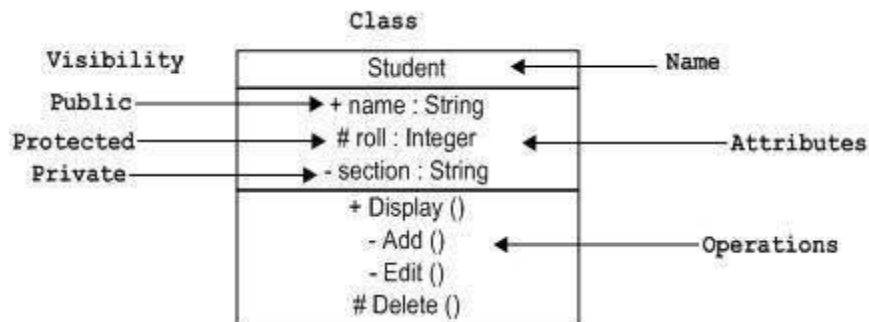 Class
Visibility
Student
Name
Public
+ name : String
Protected
# roll : Integer
Attributes
Private
- section : String
+ Display ()
- Add ()
Operations
- Edit ()
# Delete ()